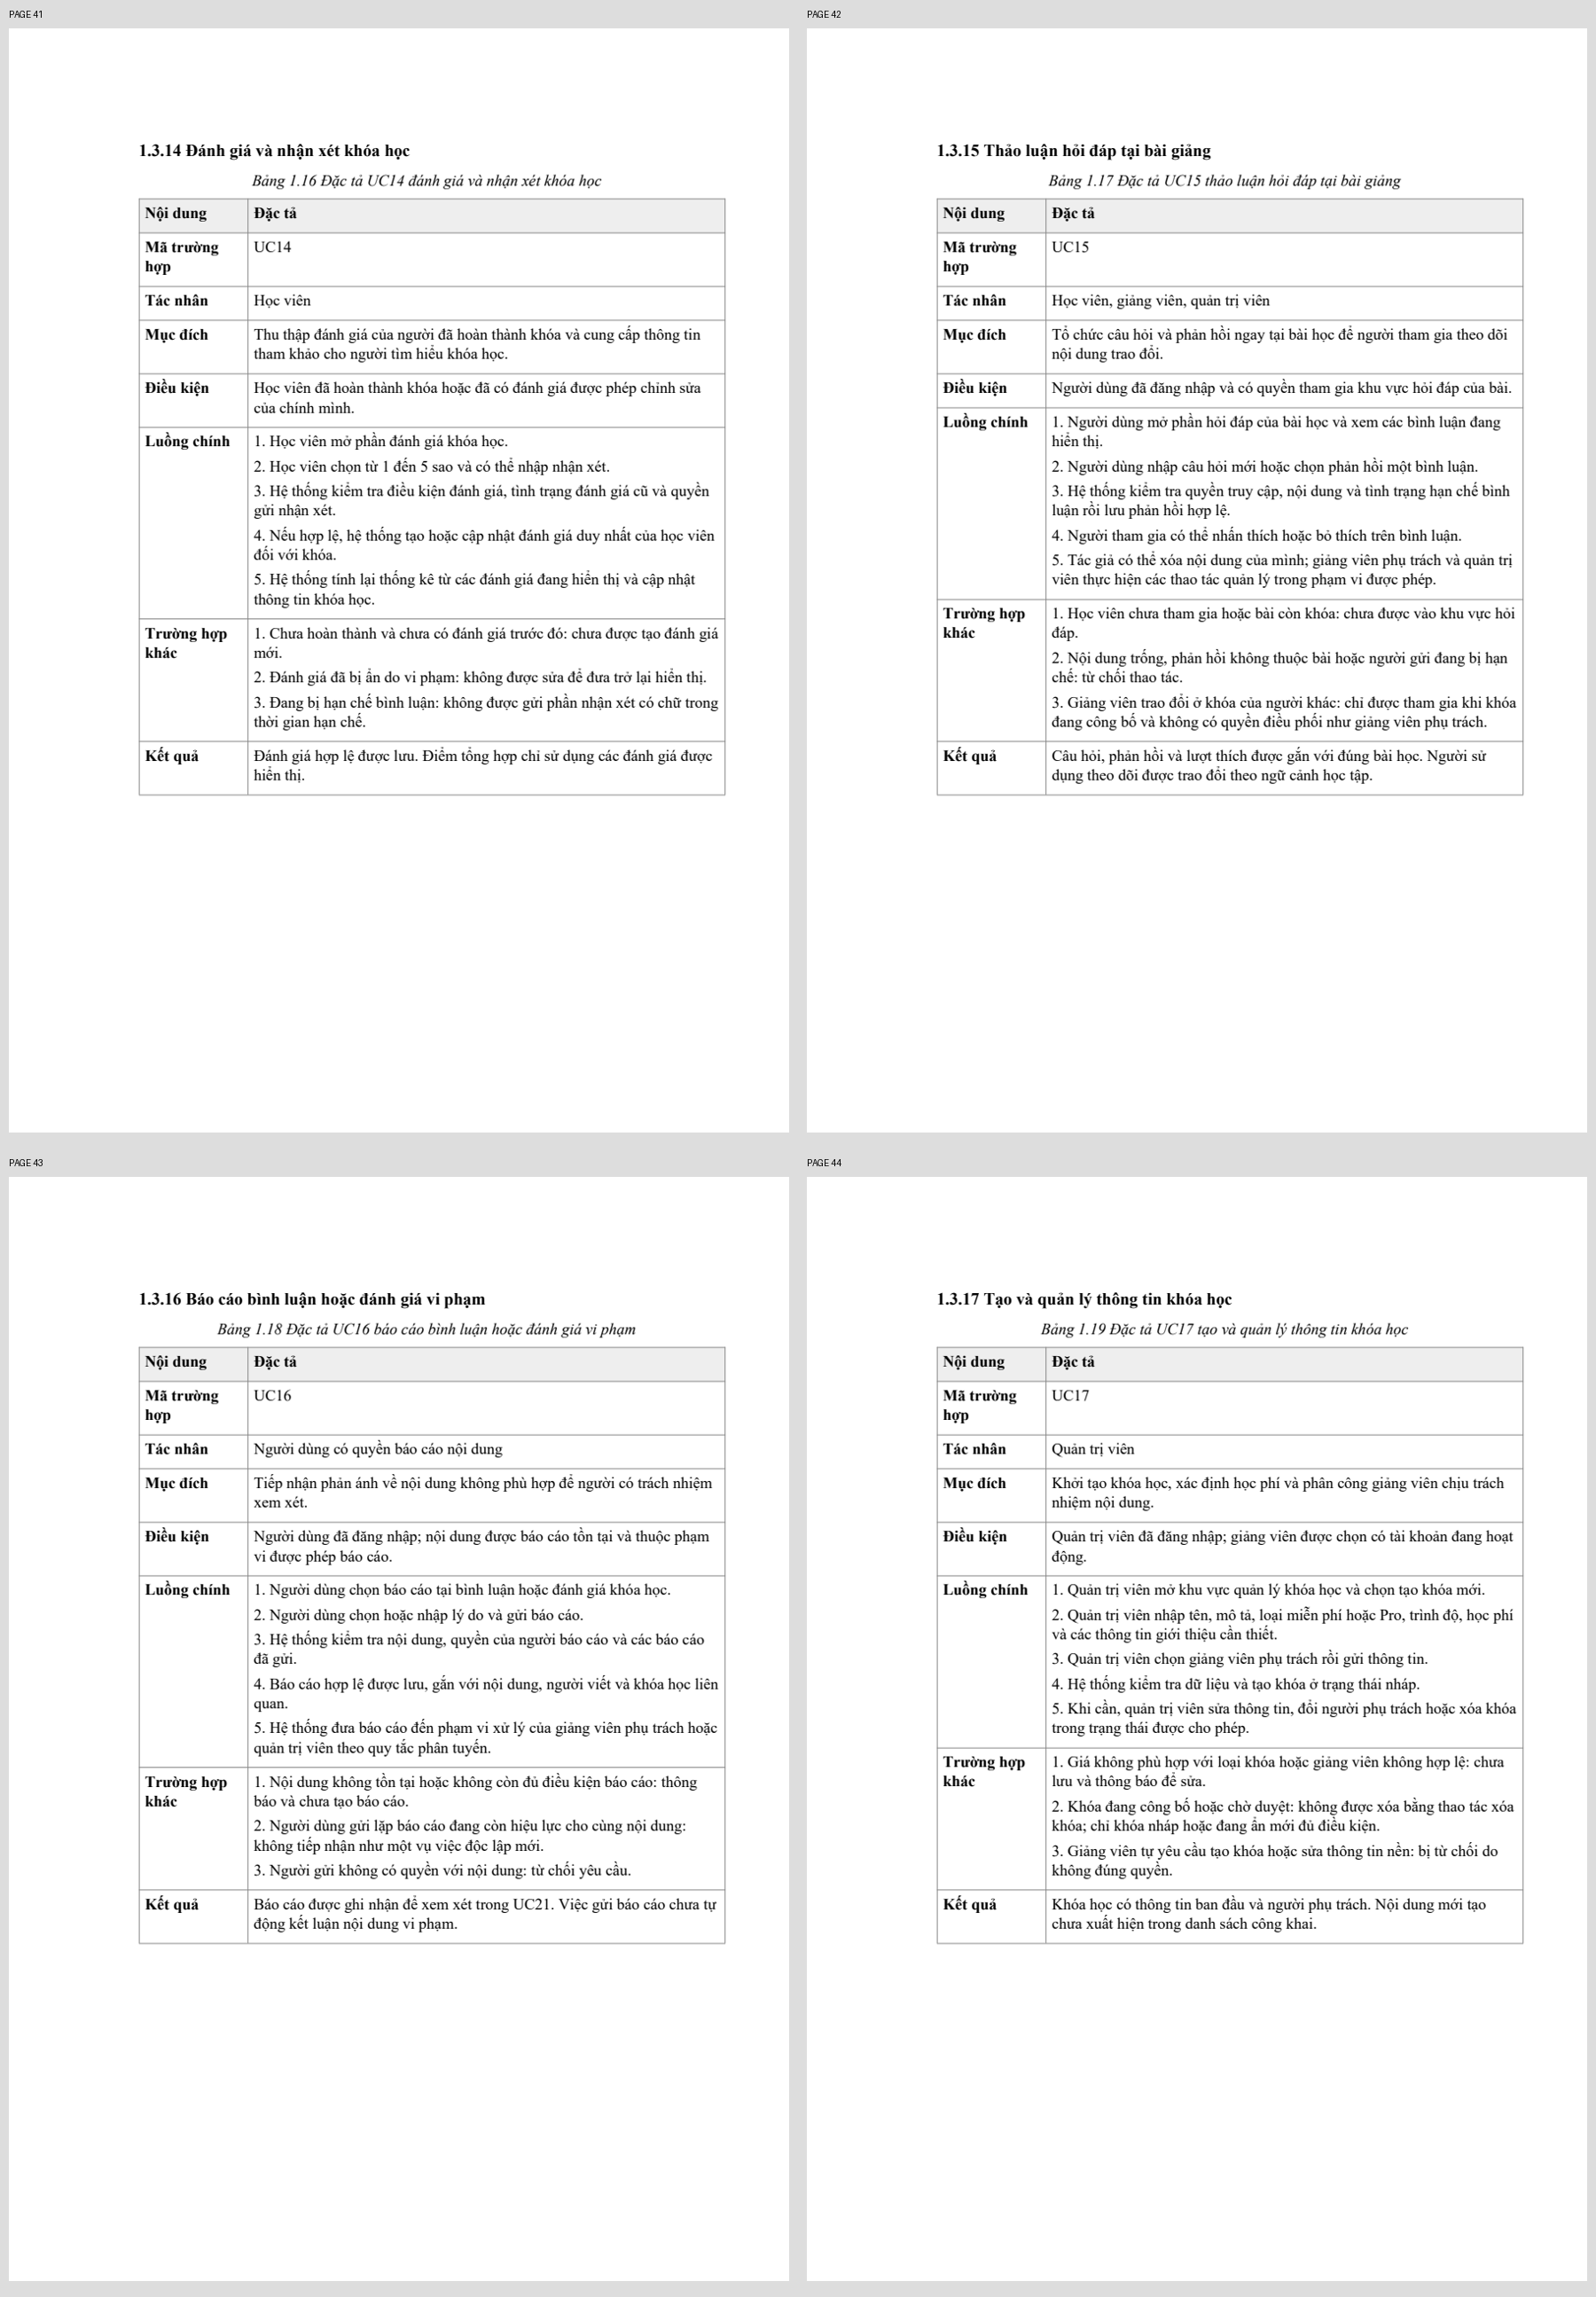 PAGE 41
1.3.14 Đánh giá và nhận xét khóa học
Bảng 1.16 Đặc tả UC14 đánh giá và nhận xét khóa học
Nội dung
Đặc tả
Mã trường
hợp
UC14
Tác nhân
Học viên
Mục đích
Thu thập đánh giá của người đã hoàn thành khóa và cung cấp thông tin
tham khảo cho người tìm hiểu khóa học.
Điều kiện
Học viên đã hoàn thành khóa hoặc đã có đánh giá được phép chỉnh sửa
của chính mình.
Luồng chính
1. Học viên mở phần đánh giá khóa học.
2. Học viên chọn từ 1 đến 5 sao và có thể nhập nhận xét.
3. Hệ thống kiểm tra điều kiện đánh giá, tình trạng đánh giá cũ và quyền
gửi nhận xét.
4. Nếu hợp lệ, hệ thống tạo hoặc cập nhật đánh giá duy nhất của học viên
đối với khóa.
5. Hệ thống tính lại thống kê từ các đánh giá đang hiển thị và cập nhật
thông tin khóa học.
Trường hợp
khác
1. Chưa hoàn thành và chưa có đánh giá trước đó: chưa được tạo đánh giá
mới.
2. Đánh giá đã bị ẩn do vi phạm: không được sửa để đưa trở lại hiển thị.
3. Đang bị hạn chế bình luận: không được gửi phần nhận xét có chữ trong
thời gian hạn chế.
Kết quả
Đánh giá hợp lệ được lưu. Điểm tổng hợp chỉ sử dụng các đánh giá được
hiển thị.
PAGE 42
1.3.15 Thảo luận hỏi đáp tại bài giảng
Bảng 1.17 Đặc tả UC15 thảo luận hỏi đáp tại bài giảng
Nội dung
Đặc tả
Mã trường
hợp
UC15
Tác nhân
Học viên, giảng viên, quản trị viên
Mục đích
Tổ chức câu hỏi và phản hồi ngay tại bài học để người tham gia theo dõi
nội dung trao đổi.
Điều kiện
Người dùng đã đăng nhập và có quyền tham gia khu vực hỏi đáp của bài.
Luồng chính
1. Người dùng mở phần hỏi đáp của bài học và xem các bình luận đang
hiển thị.
2. Người dùng nhập câu hỏi mới hoặc chọn phản hồi một bình luận.
3. Hệ thống kiểm tra quyền truy cập, nội dung và tình trạng hạn chế bình
luận rồi lưu phản hồi hợp lệ.
4. Người tham gia có thể nhấn thích hoặc bỏ thích trên bình luận.
5. Tác giả có thể xóa nội dung của mình; giảng viên phụ trách và quản trị
viên thực hiện các thao tác quản lý trong phạm vi được phép.
Trường hợp
khác
1. Học viên chưa tham gia hoặc bài còn khóa: chưa được vào khu vực hỏi
đáp.
2. Nội dung trống, phản hồi không thuộc bài hoặc người gửi đang bị hạn
chế: từ chối thao tác.
3. Giảng viên trao đổi ở khóa của người khác: chỉ được tham gia khi khóa
đang công bố và không có quyền điều phối như giảng viên phụ trách.
Kết quả
Câu hỏi, phản hồi và lượt thích được gắn với đúng bài học. Người sử
dụng theo dõi được trao đổi theo ngữ cảnh học tập.
PAGE 43
1.3.16 Báo cáo bình luận hoặc đánh giá vi phạm
Bảng 1.18 Đặc tả UC16 báo cáo bình luận hoặc đánh giá vi phạm
Nội dung
Đặc tả
Mã trường
hợp
UC16
Tác nhân
Người dùng có quyền báo cáo nội dung
Mục đích
Tiếp nhận phản ánh về nội dung không phù hợp để người có trách nhiệm
xem xét.
Điều kiện
Người dùng đã đăng nhập; nội dung được báo cáo tồn tại và thuộc phạm
vi được phép báo cáo.
Luồng chính
1. Người dùng chọn báo cáo tại bình luận hoặc đánh giá khóa học.
2. Người dùng chọn hoặc nhập lý do và gửi báo cáo.
3. Hệ thống kiểm tra nội dung, quyền của người báo cáo và các báo cáo
đã gửi.
4. Báo cáo hợp lệ được lưu, gắn với nội dung, người viết và khóa học liên
quan.
5. Hệ thống đưa báo cáo đến phạm vi xử lý của giảng viên phụ trách hoặc
quản trị viên theo quy tắc phân tuyến.
Trường hợp
khác
1. Nội dung không tồn tại hoặc không còn đủ điều kiện báo cáo: thông
báo và chưa tạo báo cáo.
2. Người dùng gửi lặp báo cáo đang còn hiệu lực cho cùng nội dung:
không tiếp nhận như một vụ việc độc lập mới.
3. Người gửi không có quyền với nội dung: từ chối yêu cầu.
Kết quả
Báo cáo được ghi nhận để xem xét trong UC21. Việc gửi báo cáo chưa tự
động kết luận nội dung vi phạm.
PAGE 44
1.3.17 Tạo và quản lý thông tin khóa học
Bảng 1.19 Đặc tả UC17 tạo và quản lý thông tin khóa học
Nội dung
Đặc tả
Mã trường
hợp
UC17
Tác nhân
Quản trị viên
Mục đích
Khởi tạo khóa học, xác định học phí và phân công giảng viên chịu trách
nhiệm nội dung.
Điều kiện
Quản trị viên đã đăng nhập; giảng viên được chọn có tài khoản đang hoạt
động.
Luồng chính
1. Quản trị viên mở khu vực quản lý khóa học và chọn tạo khóa mới.
2. Quản trị viên nhập tên, mô tả, loại miễn phí hoặc Pro, trình độ, học phí
và các thông tin giới thiệu cần thiết.
3. Quản trị viên chọn giảng viên phụ trách rồi gửi thông tin.
4. Hệ thống kiểm tra dữ liệu và tạo khóa ở trạng thái nháp.
5. Khi cần, quản trị viên sửa thông tin, đổi người phụ trách hoặc xóa khóa
trong trạng thái được cho phép.
Trường hợp
khác
1. Giá không phù hợp với loại khóa hoặc giảng viên không hợp lệ: chưa
lưu và thông báo để sửa.
2. Khóa đang công bố hoặc chờ duyệt: không được xóa bằng thao tác xóa
khóa; chỉ khóa nháp hoặc đang ẩn mới đủ điều kiện.
3. Giảng viên tự yêu cầu tạo khóa hoặc sửa thông tin nền: bị từ chối do
không đúng quyền.
Kết quả
Khóa học có thông tin ban đầu và người phụ trách. Nội dung mới tạo
chưa xuất hiện trong danh sách công khai.